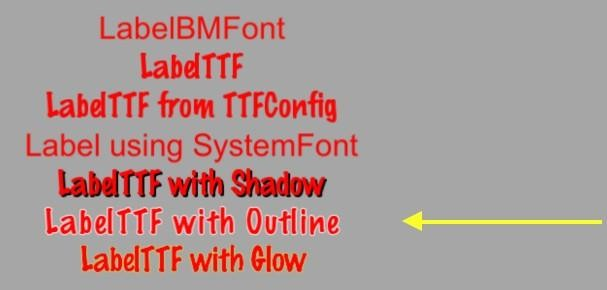 LabelBMFont
LabelTTF
LabelTTF from TTFConfig
Label using SystemFont
LabelTTF with Shadow
LabelTTF with Outline
LabelTTF with Glow